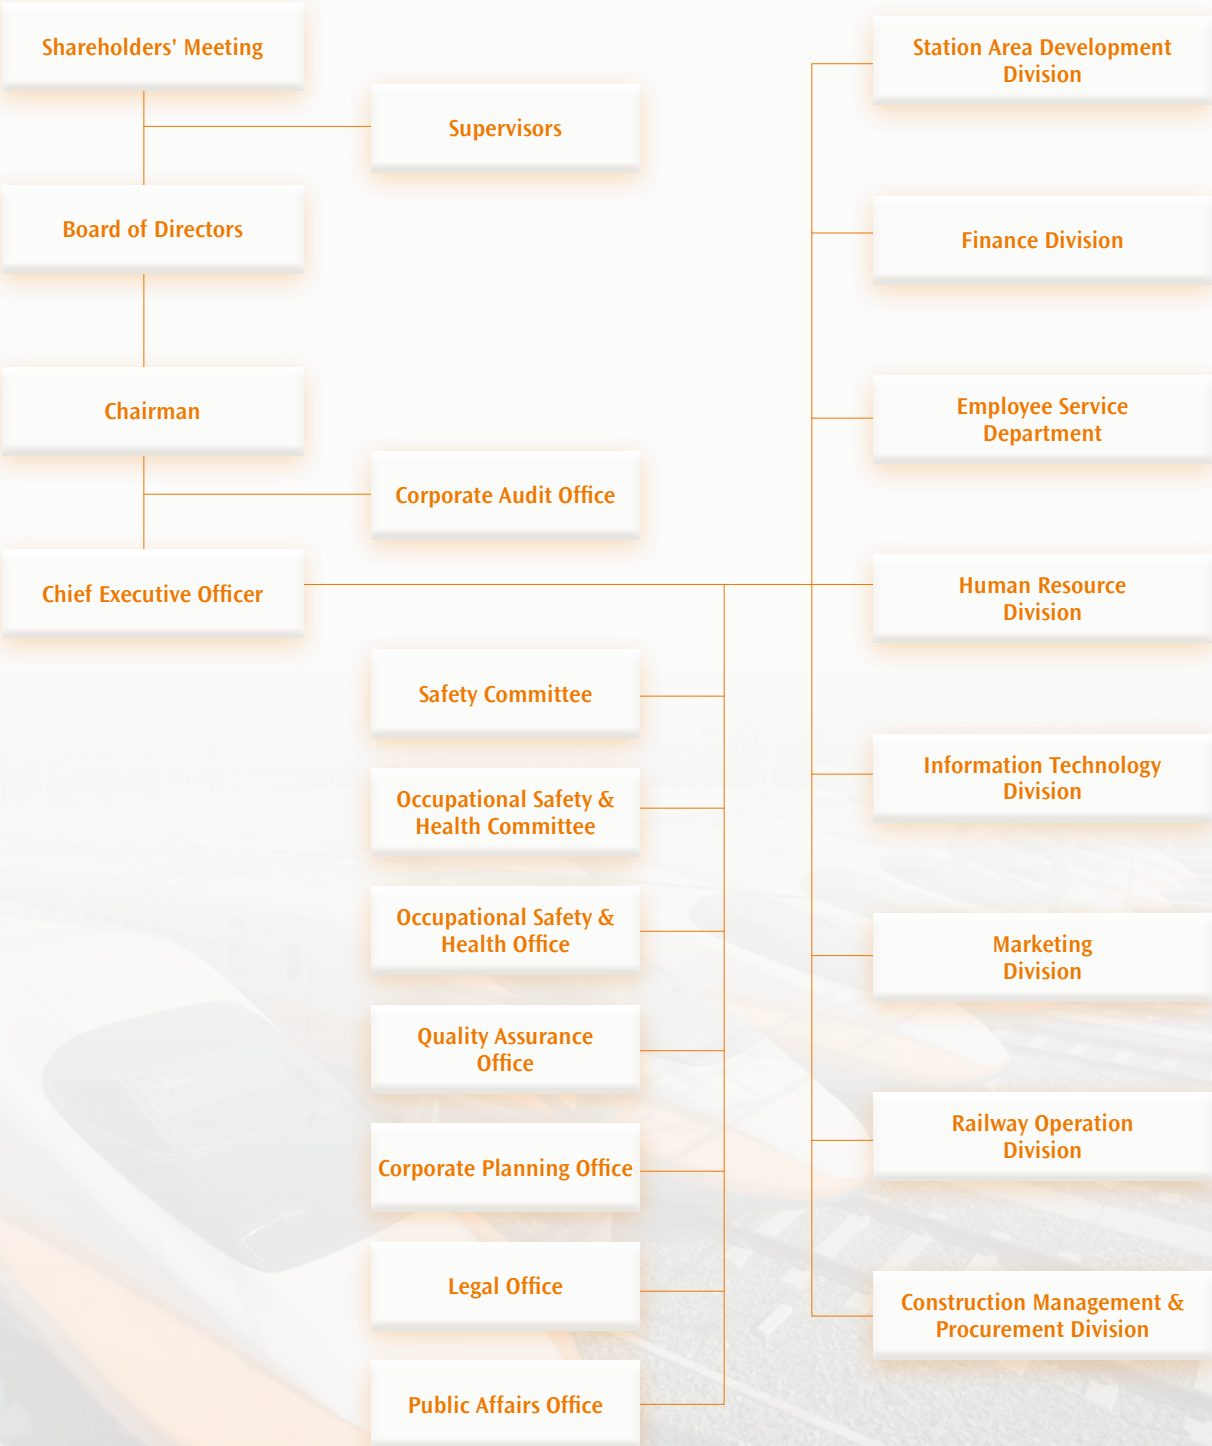 Shareholders' Meeting
Supervisors
Board of Directors
Chairman
Corporate Audit Office
Chief Executive Officer
Safety Committee
Occupational Safety &
Health Committee
Occupational Safety &
Health Office
Quality Assurance
Office
Corporate Planning Office
Legal Office
Public Affairs Office
Station Area Development
Division
Finance Division
Employee Service
Department
Human Resource
Division
Information Technology
Division
Marketing
Division
Railway Operation
Division
Construction Management &
Procurement Division